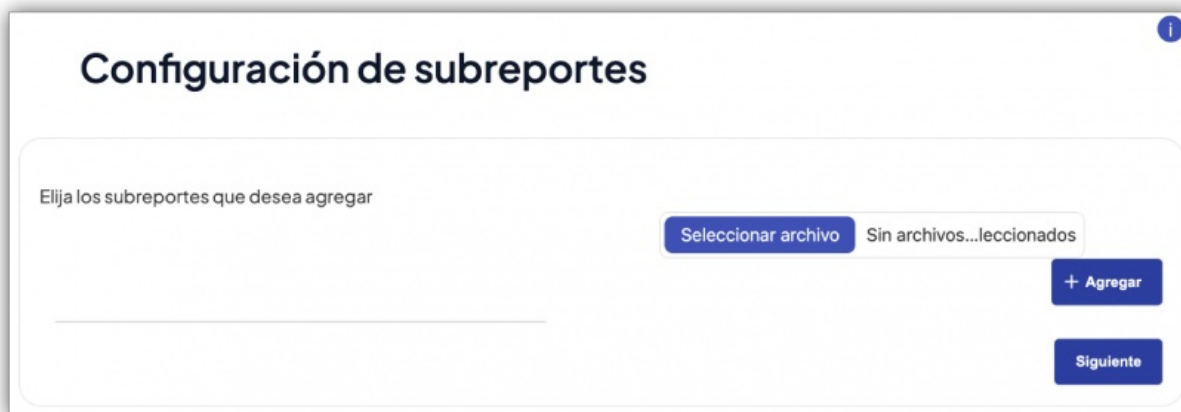 i
Configuración de subreportes
Elija los subreportes que desea agregar
Seleccionar archivo Sin archivos...leccionados
+ Agregar
Siguiente